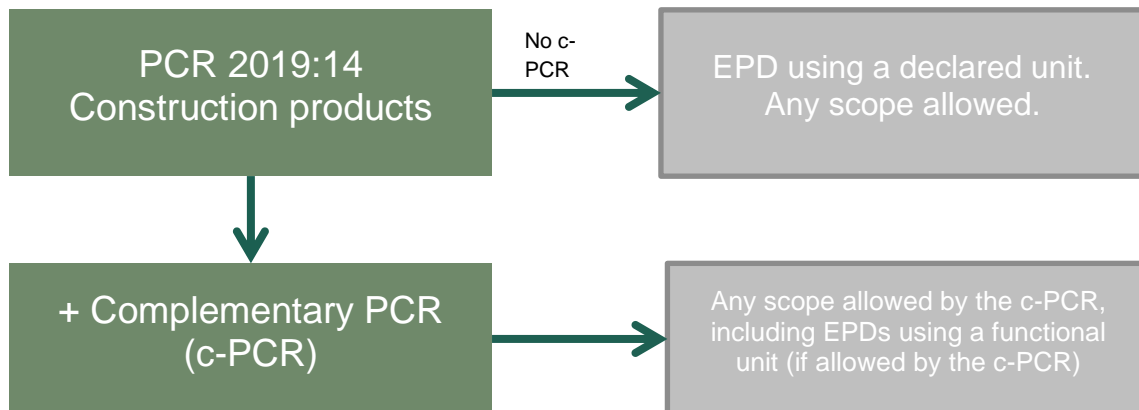 PCR 2019:14
Construction products
No c-
PCR
EPD using a declared unit.
Any scope allowed.
+ Complementary PCR
(c-PCR)
Any scope allowed by the c-PCR,
including EPDs using a functional
unit (if allowed by the c-PCR)